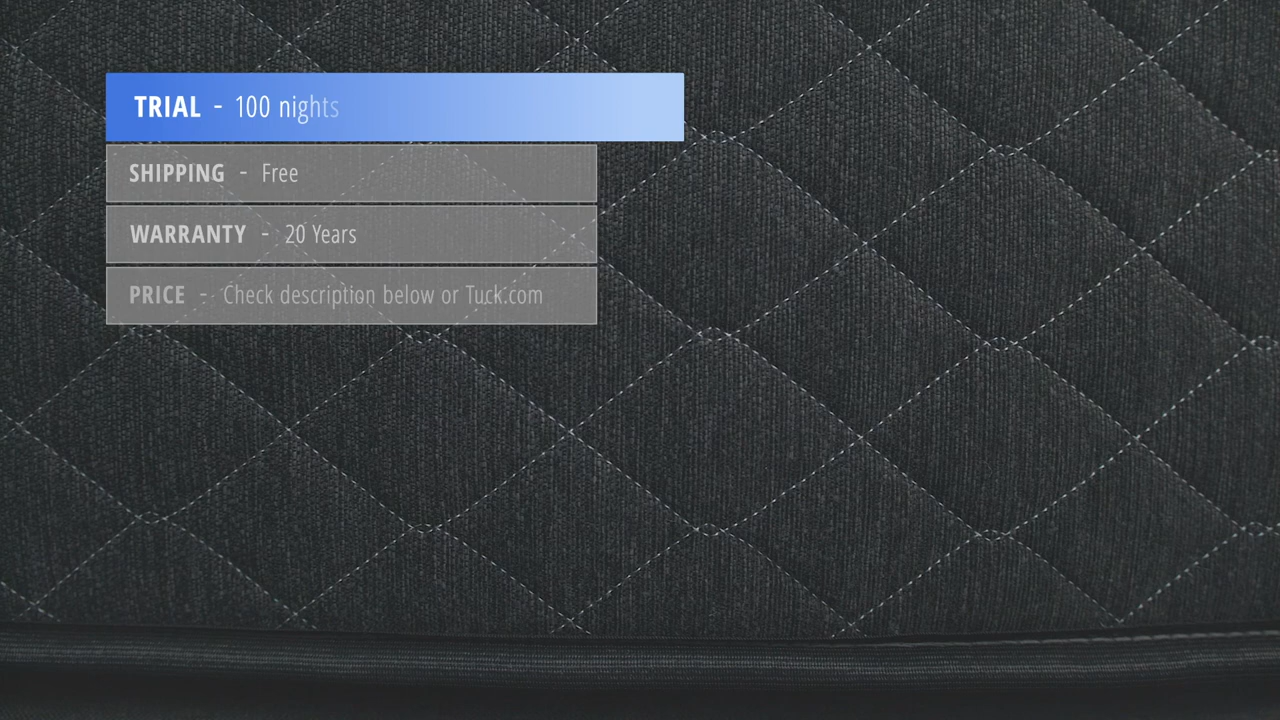 TRIAL - 100 nights
SHIPPING - Free
WARRANTY - 20 Years
PRICE - Check description below or Tuck.com